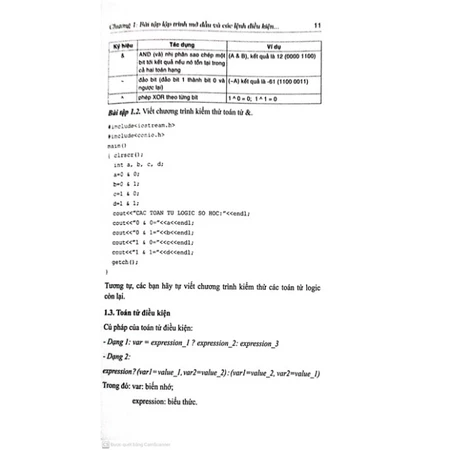 Chương 1: Bài tập lập trình mở đầu và các lệnh điều kiện... 11
Ký hiệu Tác dụng Ví dụ
& AND (và) nhị phân sao chép một bit tới kết quả nếu nó tồn tại trong cả hai toán hạng (A & B), kết quả là 12 (0000 1100)
~ đảo bit (đảo bit 1 thành bit 0 và ngược lại) (~A) kết quả là -61 (1100 0011)
^ phép XOR theo từng bit 1 ^ 0 = 0; 1 ^ 1 = 0
Bài tập 1.2. Viết chương trình kiểm thử toán tử &.
#include<iostream.h>
#include<conio.h>
main()
{ clrscr();
int a, b, c, d;
a=0 & 0;
b=0 & 1;
c=1 & 0;
d=1 & 1;
cout<<"CAC TOAN TU LOGIC SO HOC:"<<endl;
cout<<"0 & 0="<<a<<endl;
cout<<"0 & 1="<<b<<endl;
cout<<"1 & 0="<<c<<endl;
cout<<"1 & 1="<<d<<endl;
getch();
}
Tương tự, các bạn hãy tự viết chương trình kiểm thử các toán tử logic
còn lại.
1.3. Toán tử điều kiện
Cú pháp của toán tử điều kiện:
- Dạng 1: var = expression_1 ? expression_2: expression_3
- Dạng 2:
expression ? (var1=value_1, var2=value_2) : (var1=value_2, var2=value_1)
Trong đó: var: biến nhớ;
expression: biểu thức.